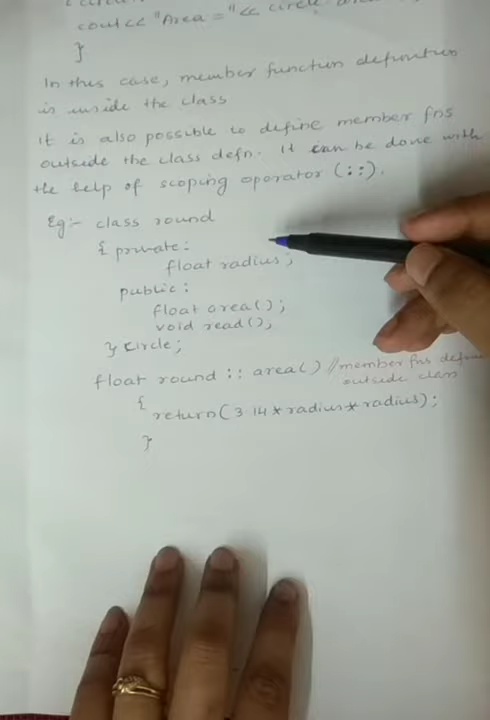 cout<< "Area ="<< circle.
}
In this case, member function definition
is inside the class
It is also possible to define member fns
outside the class defn. It can be done with
the help of scoping operator (::).
Eg:- class round
{ private:
float radius;
public:
float area();
void read();
} circle;
float round :: area() //member fns define
outside class
{
return(3.14*radius*radius);
}